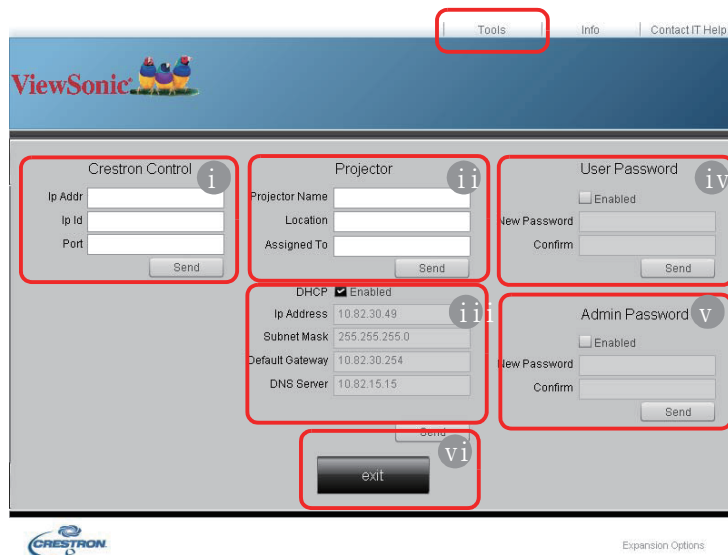 Tools
Info
Contact IT Help
ViewSonic
Crestron Control
i
Ip Addr
Ip Id
Port
Send
Projector
ii
Projector Name
Location
Assigned To
Send
DHCP Enabled
iii
Ip Address 10.82.30.49
Subnet Mask 255.255.255.0
Default Gateway 10.82.30.254
DNS Server 10.82.15.15
Send
User Password
iv
Enabled
New Password
Confirm
Send
Admin Password
v
Enabled
New Password
Confirm
Send
vi
exit
CRESTRON
Expansion Options